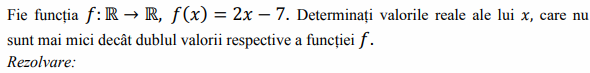 Fie funcția f: ℝ → ℝ, f(x) = 2x − 7. Determinați valorile reale ale lui x, care nu
sunt mai mici decât dublul valorii respective a funcției f.
Rezolvare: